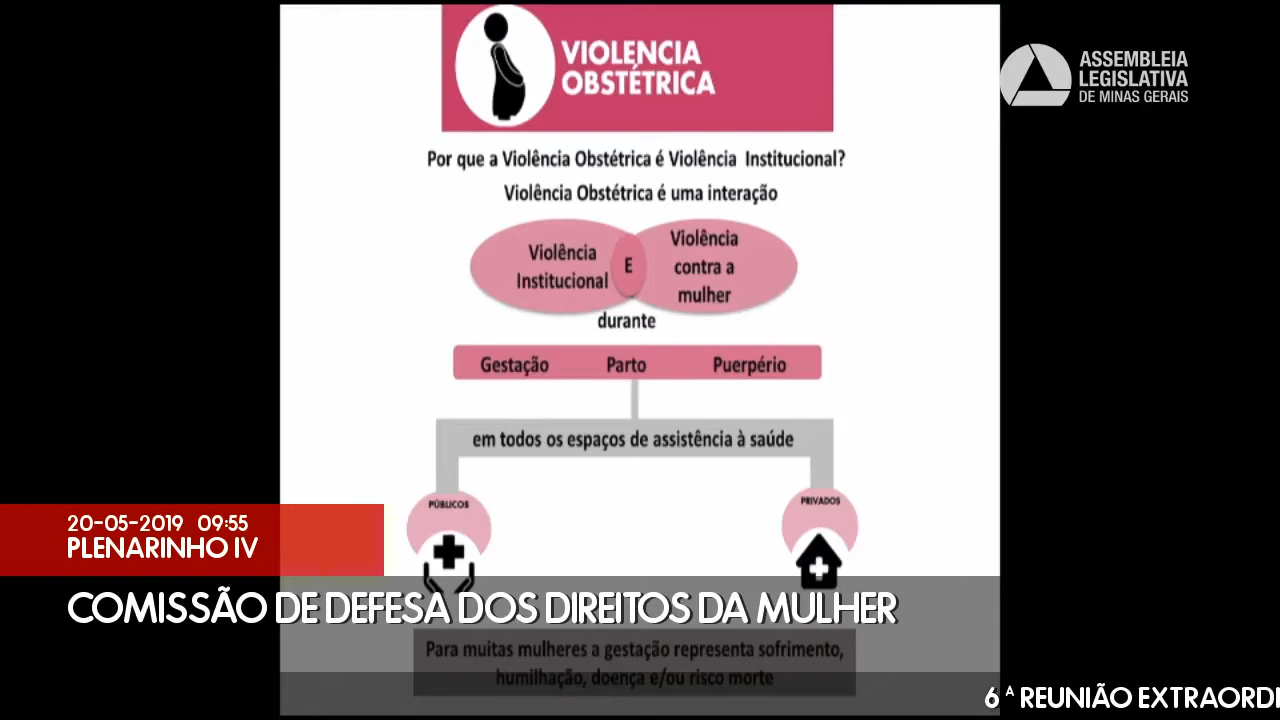 VIOLENCIA
OBSTÉTRICA
ASSEMBLEIA
LEGISLATIVA
DE MINAS GERAIS
Por que a Violência Obstétrica é Violência Institucional?
Violência Obstétrica é uma interação
Violência
Institucional
E
Violência
contra a
mulher
durante
Gestação Parto Puerpério
em todos os espaços de assistência à saúde
PÚBLICOS
PRIVADOS
20-05-2019 09:55
PLENARINHO IV
COMISSÃO DE DEFESA DOS DIREITOS DA MULHER
Para muitas mulheres a gestação representa sofrimento,
humilhação, doença e/ou risco morte
6ª REUNIÃO EXTRAORDI